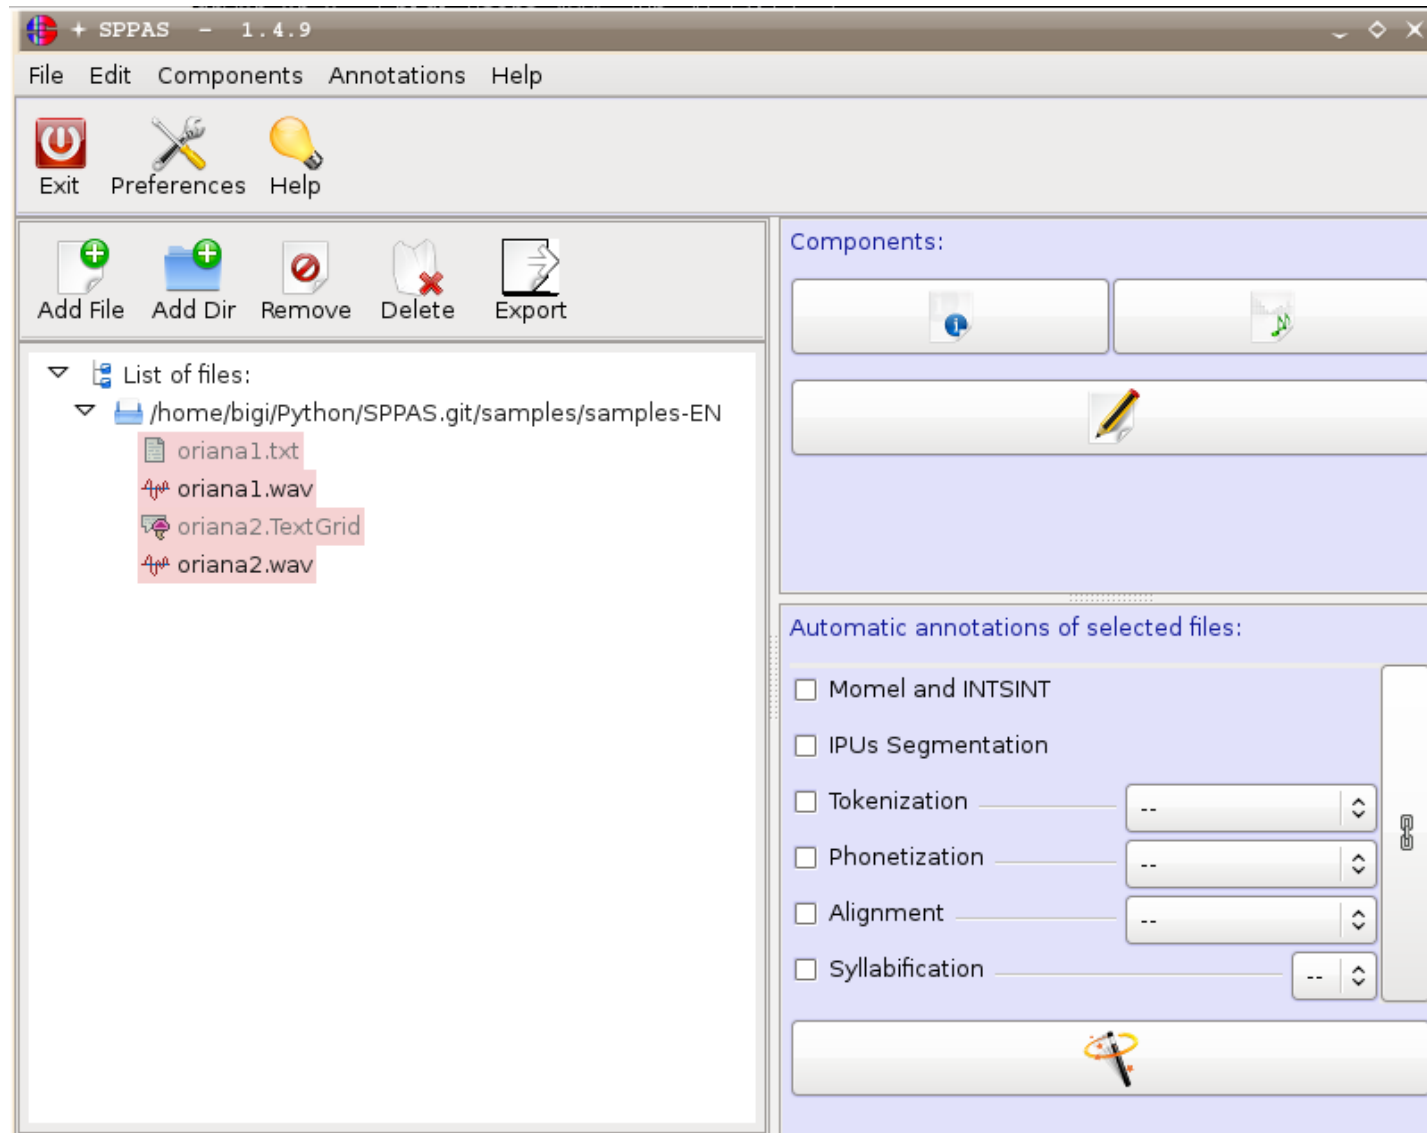 SPPAS - 1.4.9
File Edit Components Annotations Help
Exit Preferences Help
Add File Add Dir Remove Delete Export
List of files:
/home/bigi/Python/SPPAS.git/samples/samples-EN
oriana1.txt
oriana1.wav
oriana2.TextGrid
oriana2.wav
Components:
Automatic annotations of selected files:
Momel and INTSINT
IPUs Segmentation
Tokenization --
Phonetization --
Alignment --
Syllabification --